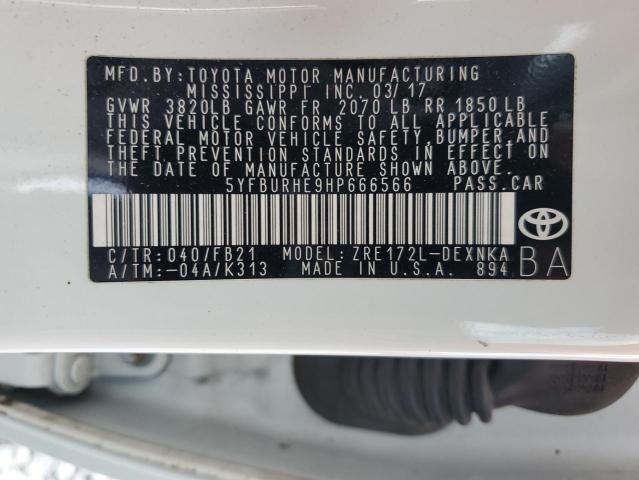 MFD.BY:TOYOTA MOTOR MANUFACTURING
MISSISSIPPI INC.03/17
GVWR 3820LB GAWR FR 2070 LB RR 1850LB
THIS VEHICLE CONFORMS TO ALL APPLICABLE
FEDERAL MOTOR VEHICLE SAFETY,BUMPER,AND
THEFT PREVENTION STANDARDS IN EFFECT ON
THE DATE OF MANUFACTURE SHOWN ABOVE.
5YFBURHE9HP666566 PASS.CAR
C/TR:040/FB21 MODEL:ZRE172L-DEXNKA
A/TM:-04A/K313 MADE IN U.S.A. 894
BA